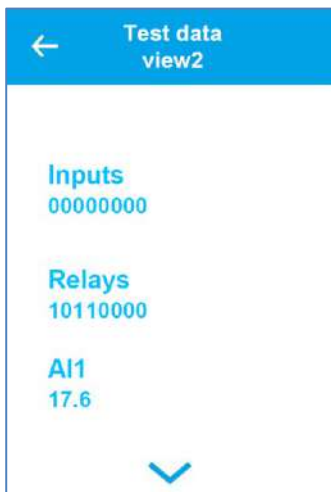 Test data
view2
Inputs
00000000
Relays
10110000
AI1
17.6